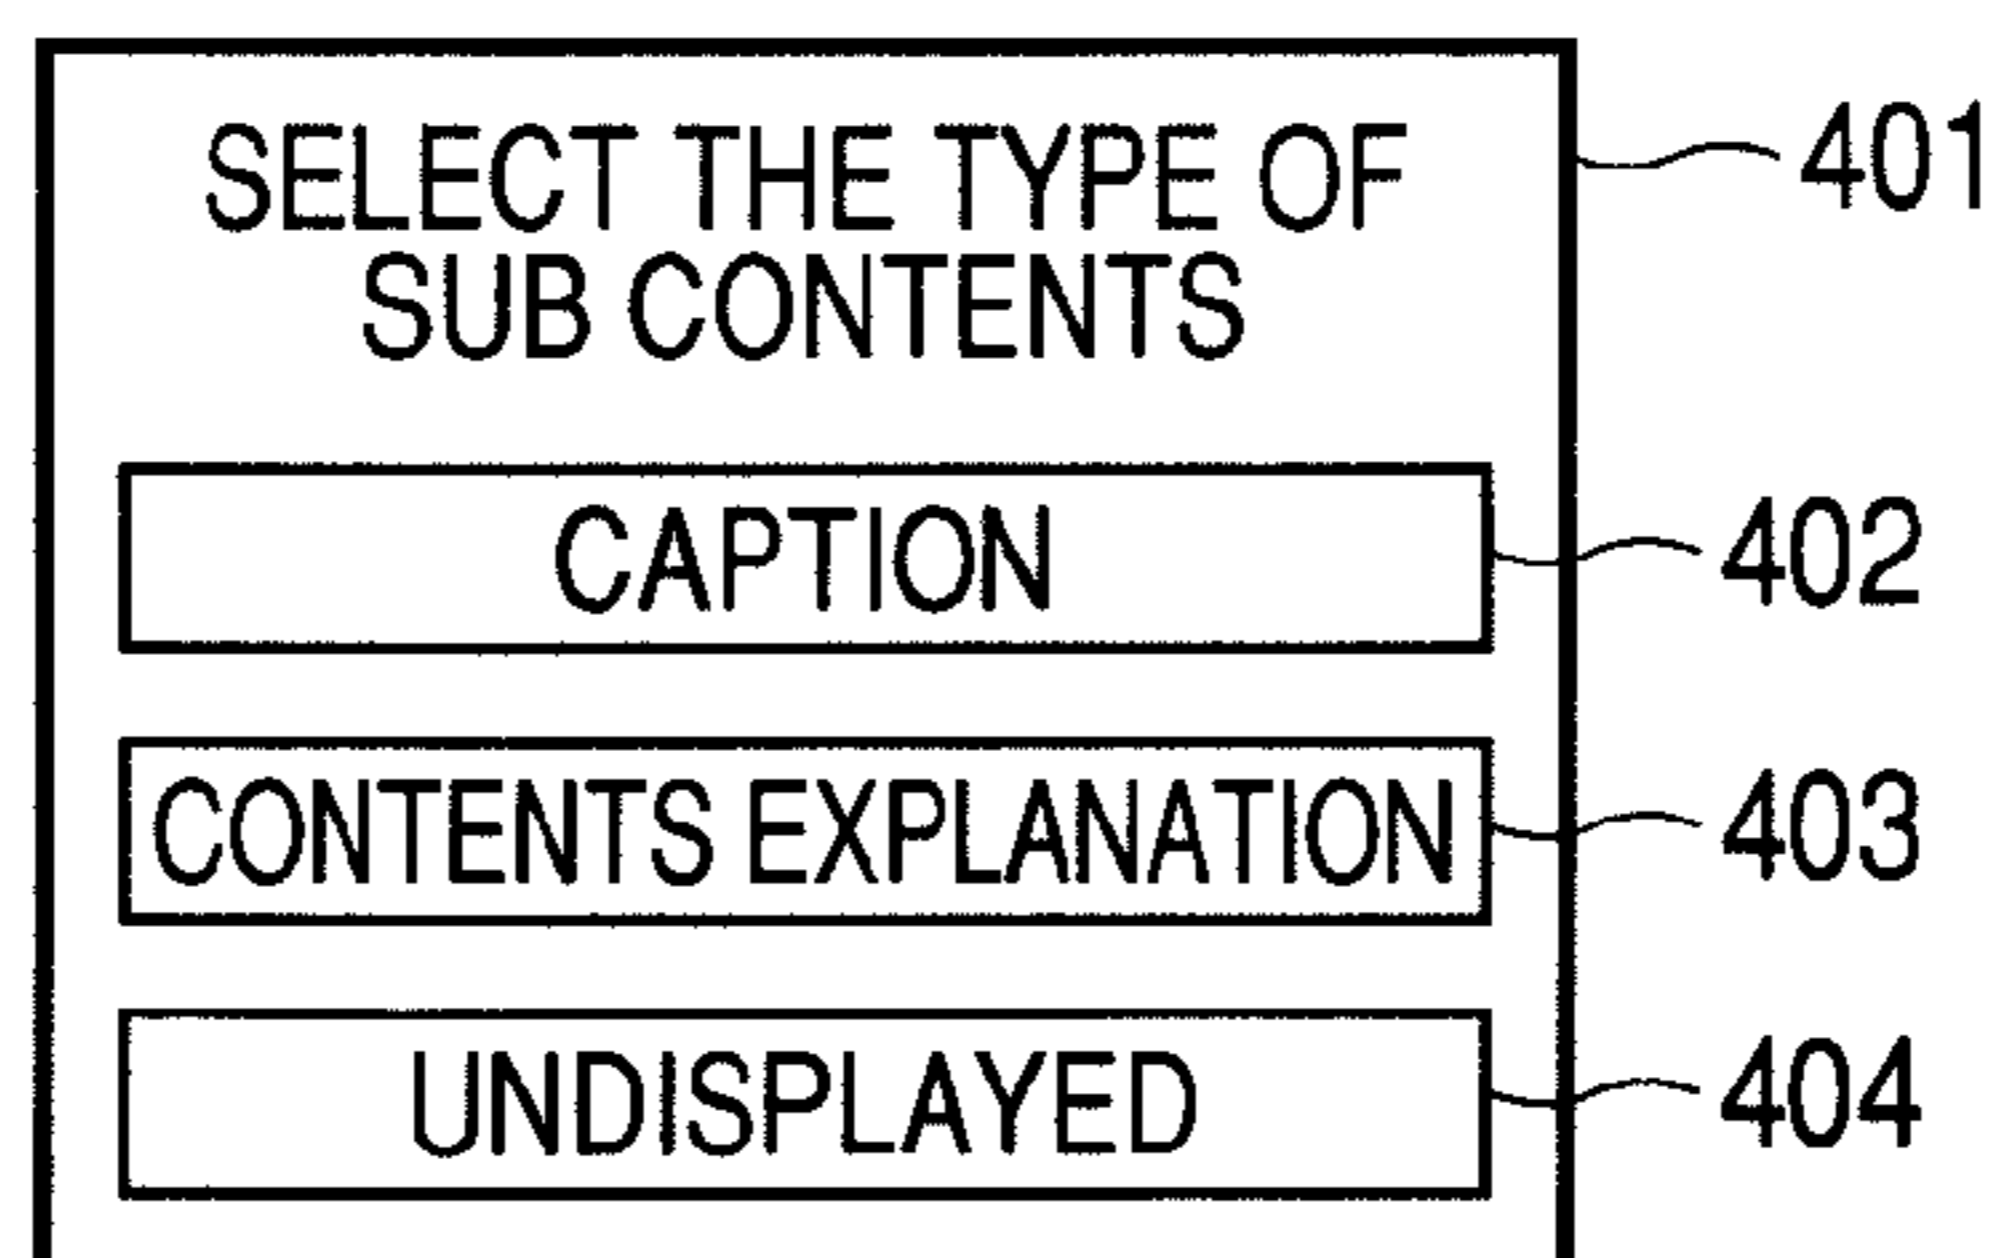 SELECT THE TYPE OF 401
SUB CONTENTS
CAPTION 402
CONTENTS EXPLANATION 403
UNDISPLAYED 404